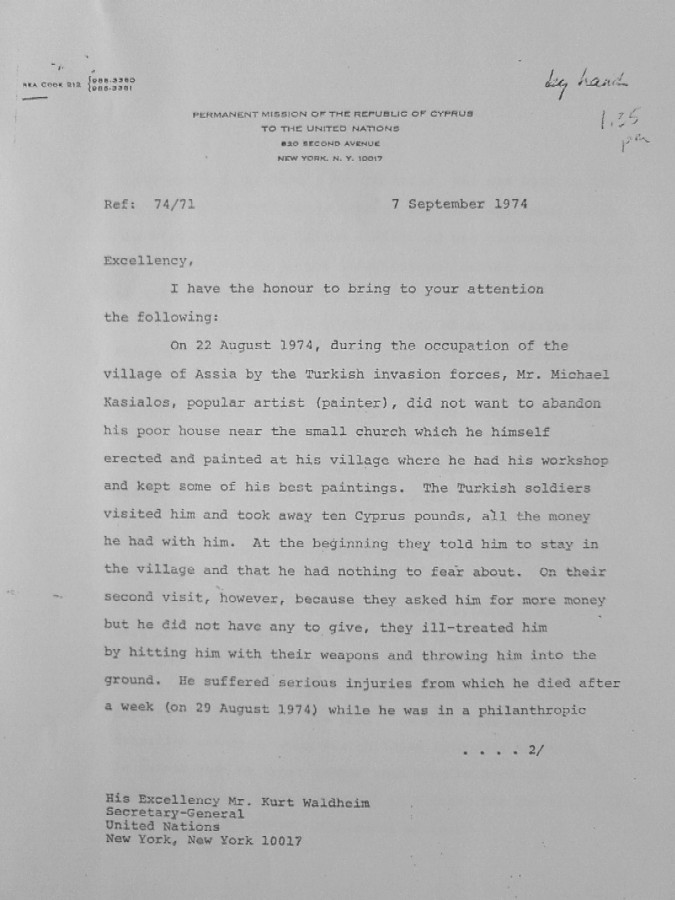 AREA CODE 212 {988-3380
{988-3381
by hand
1.35
pm
PERMANENT MISSION OF THE REPUBLIC OF CYPRUS
TO THE UNITED NATIONS
820 SECOND AVENUE
NEW YORK, N. Y. 10017
Ref: 74/71
7 September 1974
Excellency,
I have the honour to bring to your attention
the following:
On 22 August 1974, during the occupation of the
village of Assia by the Turkish invasion forces, Mr. Michael
Kasialos, popular artist (painter), did not want to abandon
his poor house near the small church which he himself
erected and painted at his village where he had his workshop
and kept some of his best paintings. The Turkish soldiers
visited him and took away ten Cyprus pounds, all the money
he had with him. At the beginning they told him to stay in
the village and that he had nothing to fear about. On their
second visit, however, because they asked him for more money
but he did not have any to give, they ill-treated him
by hitting him with their weapons and throwing him into the
ground. He suffered serious injuries from which he died after
a week (on 29 August 1974) while he was in a philanthropic
. . . . 2/
His Excellency Mr. Kurt Waldheim
Secretary-General
United Nations
New York, New York 10017